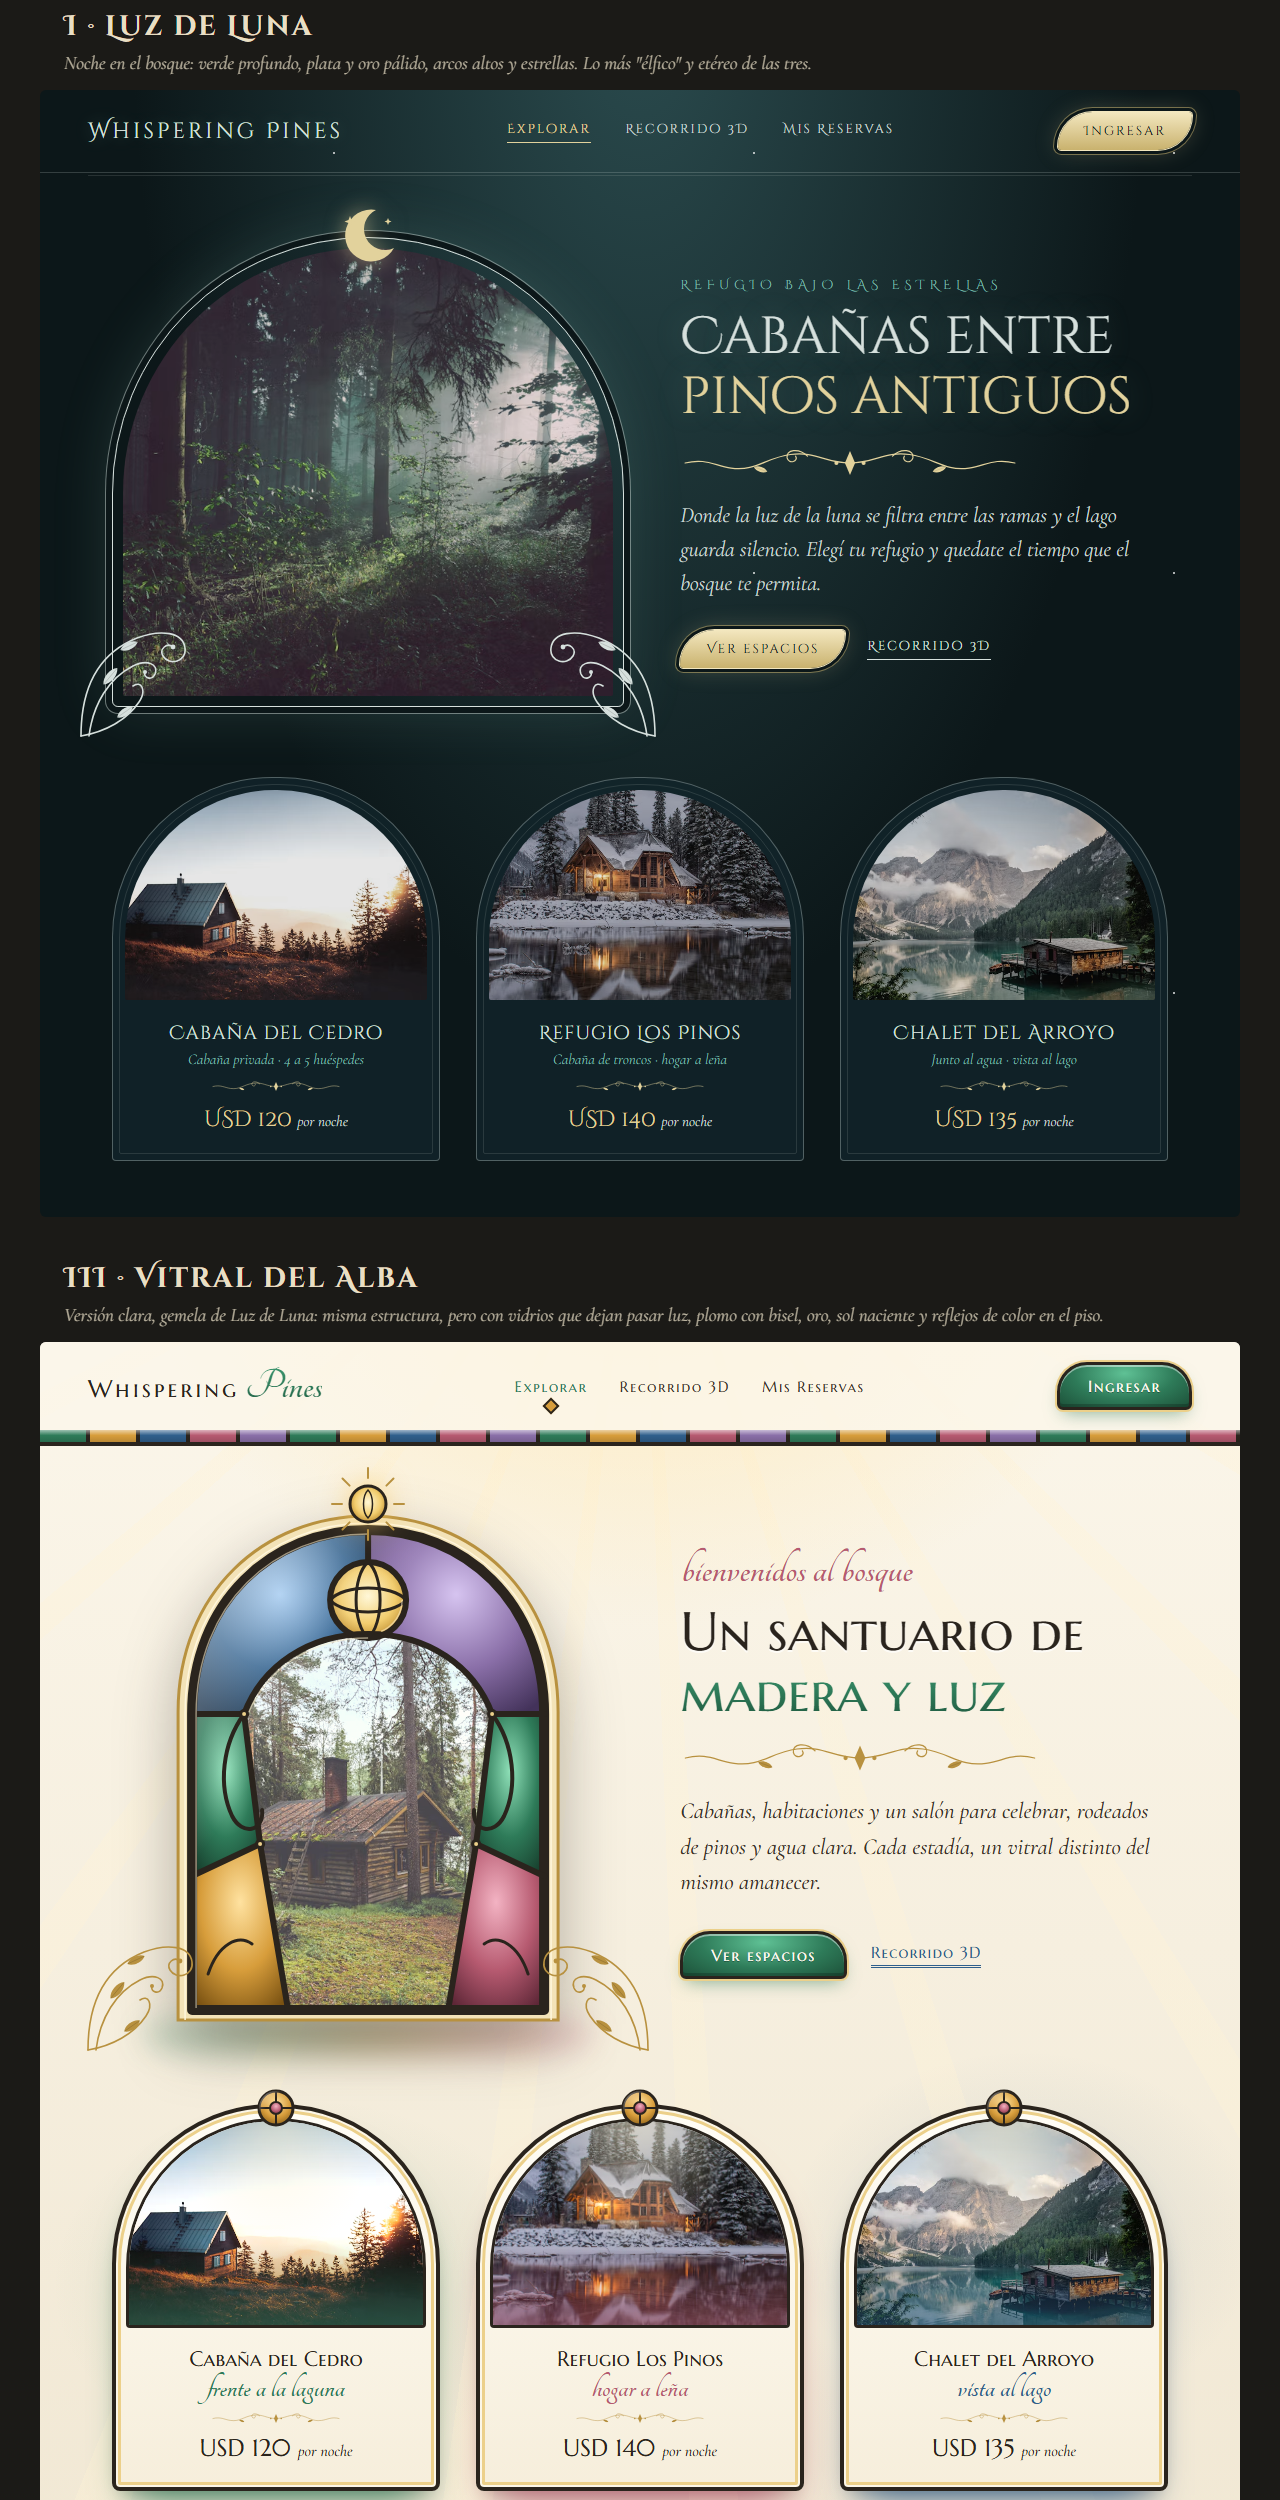 I · Luz de Luna
Noche en el bosque: verde profundo, plata y oro pálido, arcos altos y estrellas. Lo más "élfico" y etéreo de las tres.
Whispering Pines
Explorar
Recorrido 3D
Mis Reservas
Ingresar
Refugio bajo las estrellas
Cabañas entre
pinos antiguos
Donde la luz de la luna se filtra entre las ramas y el lago
guarda silencio. Elegí tu refugio y quedate el tiempo que el
bosque te permita.
Ver espacios
Recorrido 3D
Cabaña del Cedro
Cabaña privada · 4 a 5 huéspedes
USD 120 por noche
Refugio Los Pinos
Cabaña de troncos · hogar a leña
USD 140 por noche
Chalet del Arroyo
Junto al agua · vista al lago
USD 135 por noche
III · Vitral del Alba
Versión clara, gemela de Luz de Luna: misma estructura, pero con vidrios que dejan pasar luz, plomo con bisel, oro, sol naciente y reflejos de color en el piso.
Whispering Pines
Explorar
Recorrido 3D
Mis Reservas
Ingresar
bienvenidos al bosque
Un santuario de
madera y luz
Cabañas, habitaciones y un salón para celebrar, rodeados
de pinos y agua clara. Cada estadía, un vitral distinto del
mismo amanecer.
Ver espacios
Recorrido 3D
Cabaña del Cedro
frente a la laguna
USD 120 por noche
Refugio Los Pinos
hogar a leña
USD 140 por noche
Chalet del Arroyo
vista al lago
USD 135 por noche